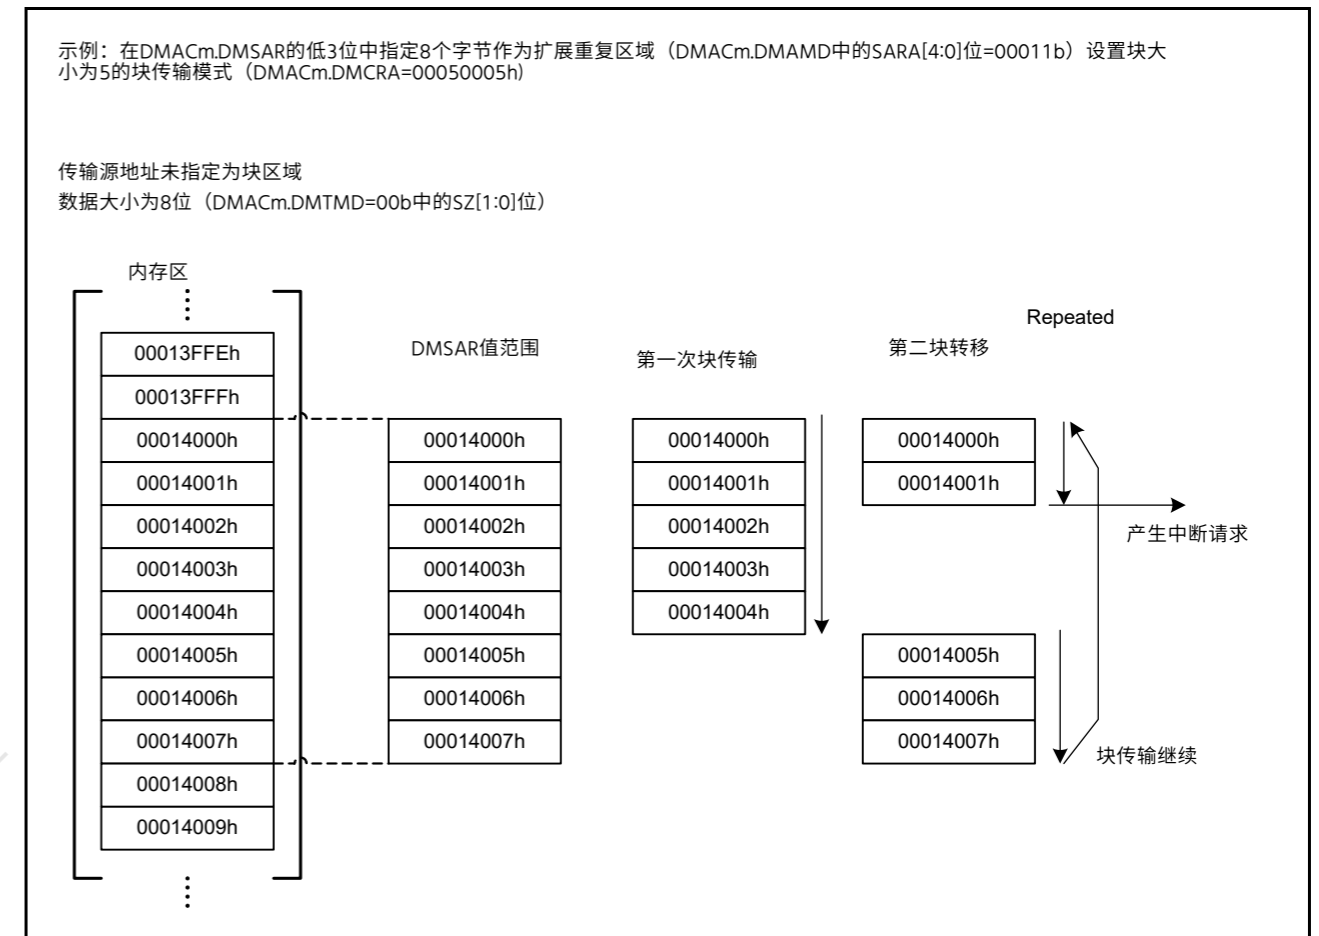 示例：在DMACm.DMSAR的低3位中指定8个字节作为扩展重复区域（DMACm.DMAMD中的SARA[4:0]位=00011b）设置块大
小为5的块传输模式（DMACm.DMCRA=00050005h)
传输源地址未指定为块区域
数据大小为8位（DMACm.DMTMD=00b中的SZ[1:0]位）
内存区
00013FFEh
00013FFFh
00014000h
00014001h
00014002h
00014003h
00014004h
00014005h
00014006h
00014007h
00014008h
00014009h
DMSAR值范围
00014000h
00014001h
00014002h
00014003h
00014004h
00014005h
00014006h
00014007h
第一次块传输
00014000h
00014001h
00014002h
00014003h
00014004h
第二块转移
00014000h
00014001h
00014005h
00014006h
00014007h
Repeated
产生中断请求
块传输继续